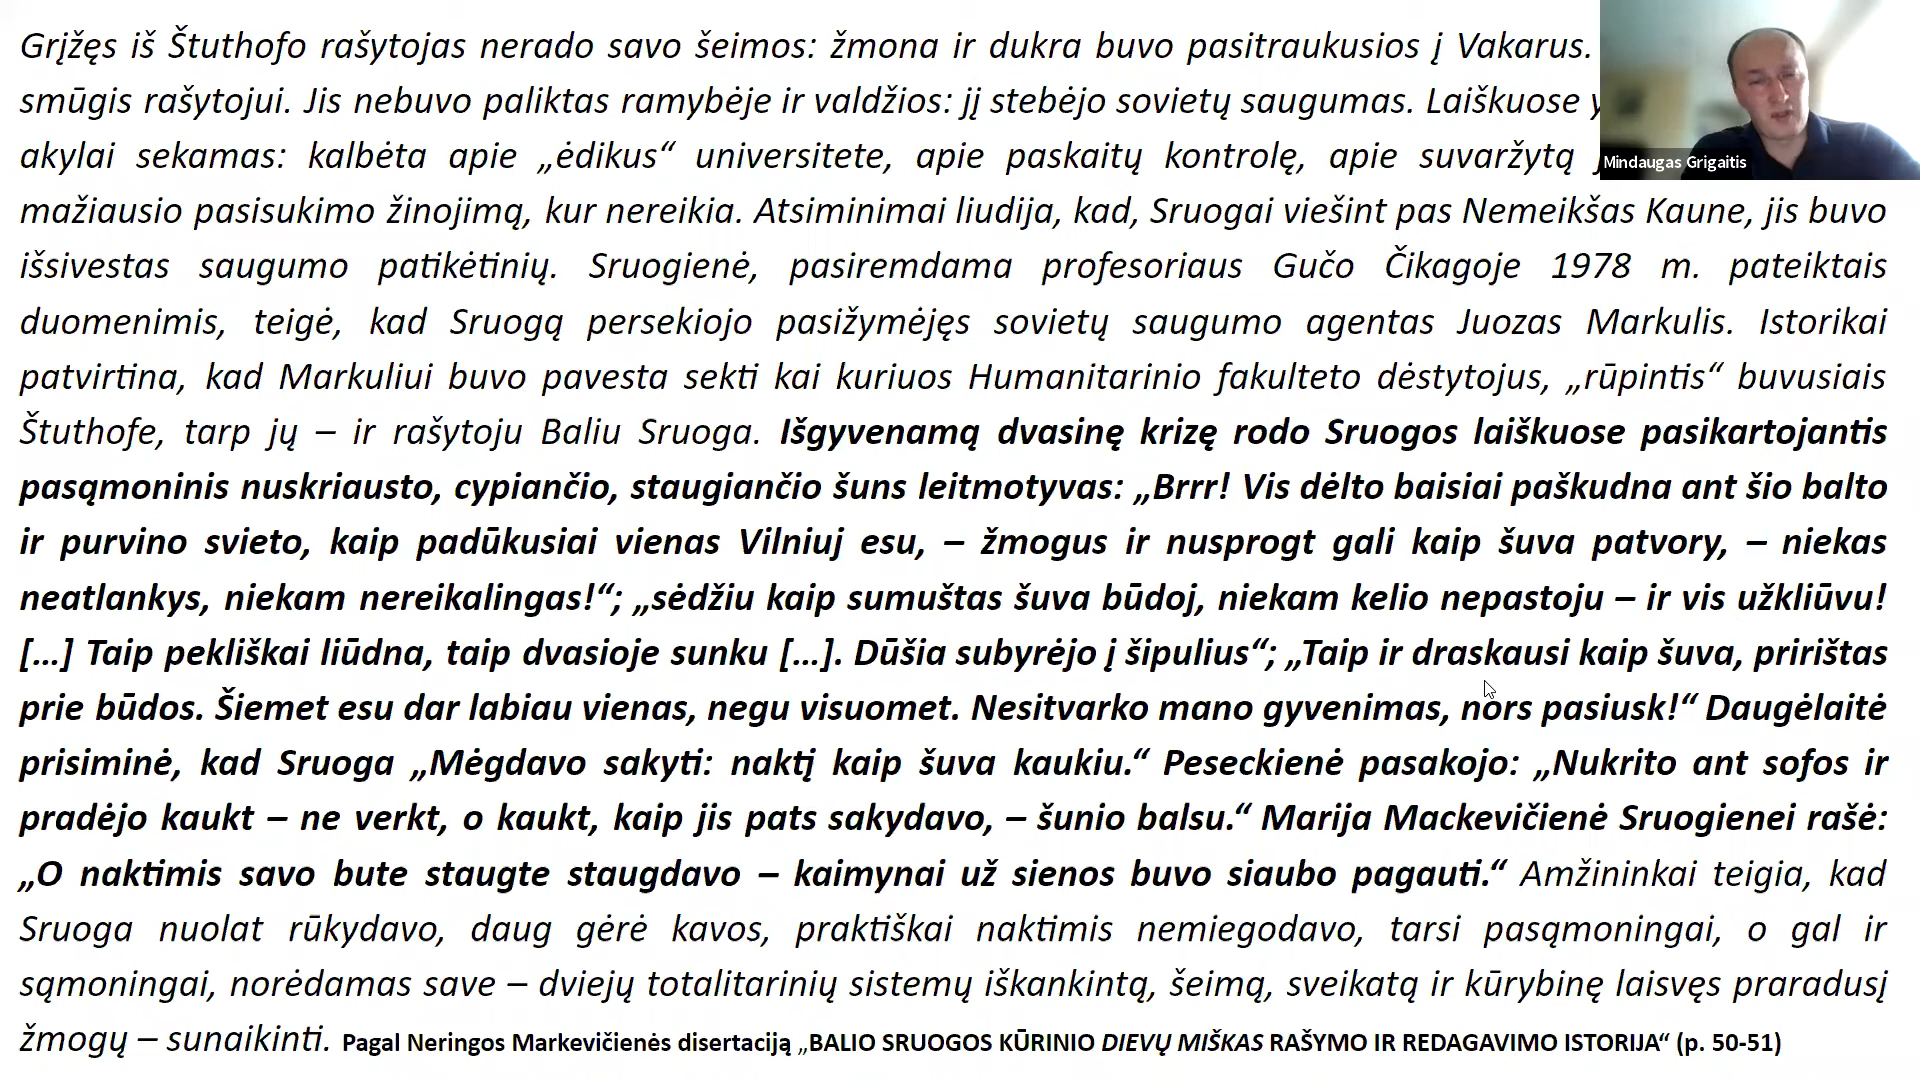 Grįžęs iš Štuthofo rašytojas nerado savo šeimos: žmona ir dukra buvo pasitraukusios į Vakarus.
smūgis rašytojui. Jis nebuvo paliktas ramybėje ir valdžios: jį stebėjo sovietų saugumas. Laiškuose
akylai sekamas: kalbėta apie „ėdikus“ universitete, apie paskaitų kontrolę, apie suvaržytą
Mindaugas Grigaitis
mažiausio pasisukimo žinojimą, kur nereikia. Atsiminimai liudija, kad, Sruogai viešint pas Nemeikšas Kaune, jis buvo
išsivestas saugumo patikėtinių. Sruogienė, pasiremdama profesoriaus Gučo Čikagoje 1978 m. pateiktais
duomenimis, teigė, kad Sruogą persekiojo pasižymėjęs sovietų saugumo agentas Juozas Markulis. Istorikai
patvirtina, kad Markuliui buvo pavesta sekti kai kuriuos Humanitarinio fakulteto dėstytojus, „rūpintis“ buvusiais
Štuthofe, tarp jų – ir rašytoju Baliu Sruoga. Išgyvenamą dvasinę krizę rodo Sruogos laiškuose pasikartojantis
pasąmoninis nuskriausto, cypiančio, staugiančio šuns leitmotyvas: „Brrr! Vis dėlto baisiai paškudna ant šio balto
ir purvino svieto, kaip padūkusiai vienas Vilniuj esu, – žmogus ir nusprogt gali kaip šuva patvory, – niekas
neatlankys, niekam nereikalingas!“; „sėdžiu kaip sumuštas šuva būdoj, niekam kelio nepastoju – ir vis užkliūvu!
[…] Taip pekliškai liūdna, taip dvasioje sunku […]. Dūšia subyrėjo į šipulius“; „Taip ir draskausi kaip šuva, pririštas
prie būdos. Šiemet esu dar labiau vienas, negu visuomet. Nesitvarko mano gyvenimas, nors pasiusk!“ Daugėlaitė
prisiminė, kad Sruoga „Mėgdavo sakyti: naktį kaip šuva kaukiu.“ Peseckienė pasakojo: „Nukrito ant sofos ir
pradėjo kaukt – ne verkt, o kaukt, kaip jis pats sakydavo, – šunio balsu.“ Marija Mackevičienė Sruogienei rašė:
„O naktimis savo bute staugte staugdavo – kaimynai už sienos buvo siaubo pagauti.“ Amžininkai teigia, kad
Sruoga nuolat rūkydavo, daug gėrė kavos, praktiškai naktimis nemiegodavo, tarsi pasąmoningai, o gal ir
sąmoningai, norėdamas save – dviejų totalitarinių sistemų iškankintą, šeimą, sveikatą ir kūrybinę laisvęs praradusį
žmogų – sunaikinti. Pagal Neringos Markevičienės disertaciją „BALIO SRUOGOS KŪRINIO DIEVŲ MIŠKAS RAŠYMO IR REDAGAVIMO ISTORIJA“ (p. 50-51)